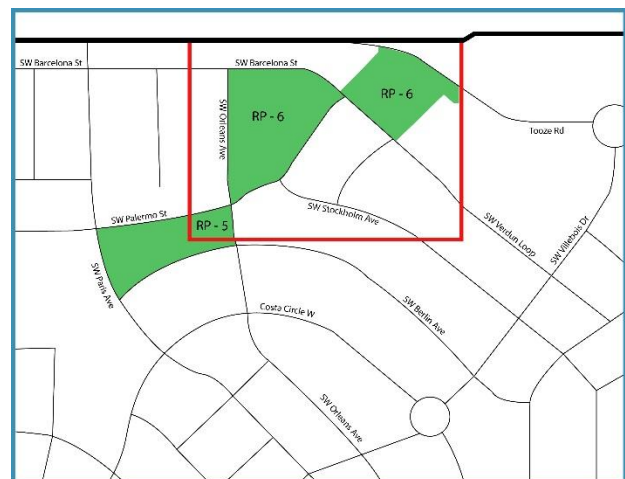 SW Barcelona St
SW Barcelona St
SW Orleans Ave
RP - 6
RP - 6
Tooze Rd
SW Palermo St
RP - 5
SW Stockholm Ave
SW Verdun Loop
SW Villebois Dr
SW Paris Ave
Costa Circle W
SW Berlin Ave
SW Orleans Ave